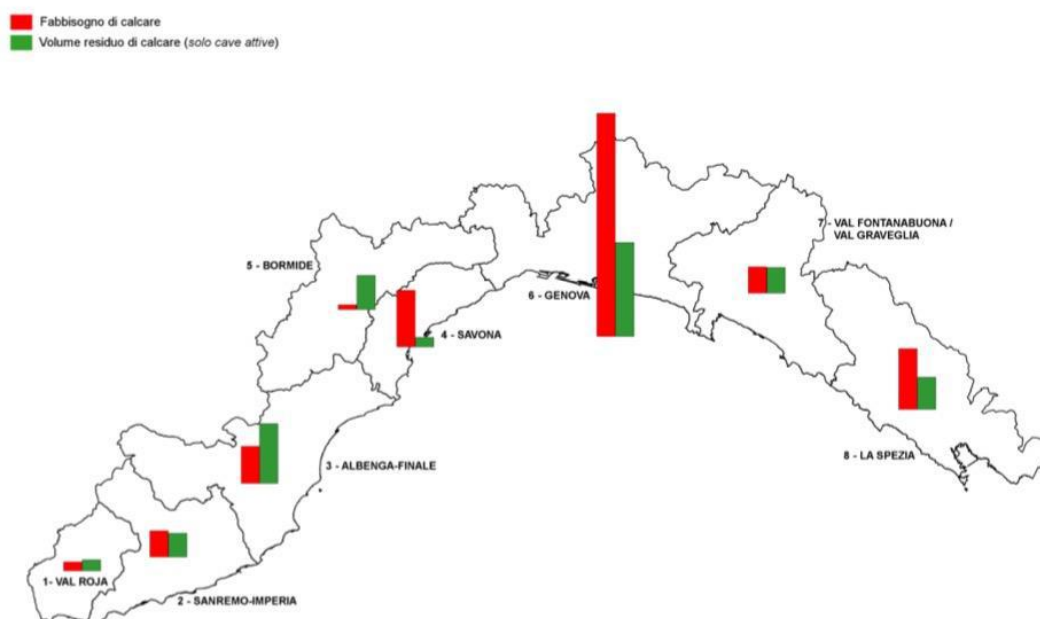 Fabbisogno di calcare
Volume residuo di calcare (solo cave attive)
7 - VAL FONTANABUONA /
VAL GRAVEGLIA
5 - BORMIDE
6 - GENOVA
4 - SAVONA
8 - LA SPEZIA
3 - ALBENGA-FINALE
1- VAL ROJA
2 - SANREMO-IMPERIA